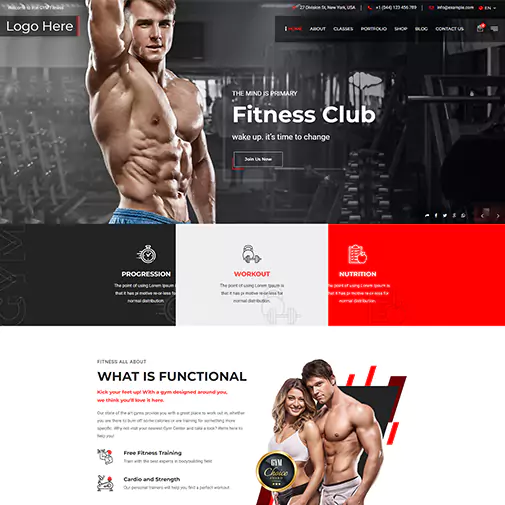 Logo Here
27 Division St, New York, USA
+1 (344) 123 456 789
info@example.com
EN
HOME ABOUT CLASSES PORTFOLIO SHOP BLOG CONTACT US
THE MIND IS PRIMARY
Fitness Club
wake up. it's time to change
Join Us Now
GYM
PROGRESSION
The point of using Lorem Ipsum is
that it has more-or-less
normal distribution.
WORKOUT
The point of using Lorem Ipsum is
that it has more-or-less
normal distribution.
NUTRITION
The point of using Lorem Ipsum is
that it has more-or-less
normal distribution.
FITNESS ALL ABOUT
WHAT IS FUNCTIONAL
Kick your feet up! With a gym designed around you,
we think you'll love it here.
Our state of the art gyms provide you with a great place to work out in, whether
you are there to burn off some calories or are training for something more
specific. Why not visit your nearest Gym Center and take a look? We're here to
help you!
Free Fitness Training
Train with the best experts in bodybuilding field.
Cardio and Strength
Our personal trainers will help you find a perfect workout.
GYM
Choice